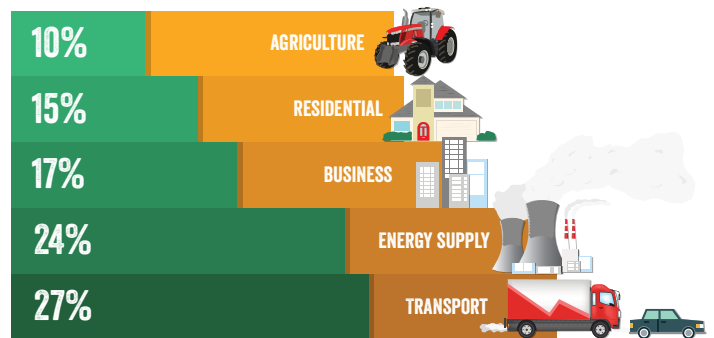 10% AGRICULTURE
15% RESIDENTIAL
17% BUSINESS
24% ENERGY SUPPLY
27% TRANSPORT